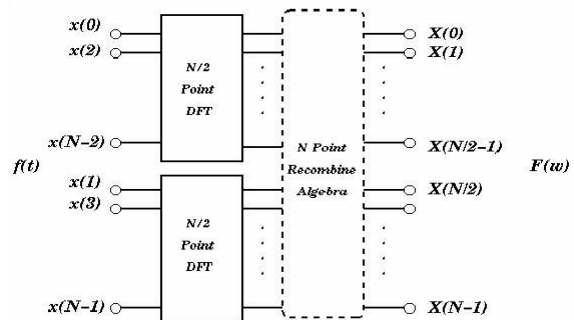 x(0)
x(2)
x(N-2)
f(t)
x(1)
x(3)
x(N-1)
N/2
Point
DFT
N/2
Point
DFT
N Point
Recombine
Algebra
X(0)
X(1)
X(N/2-1)
X(N/2)
X(N-1)
F(w)